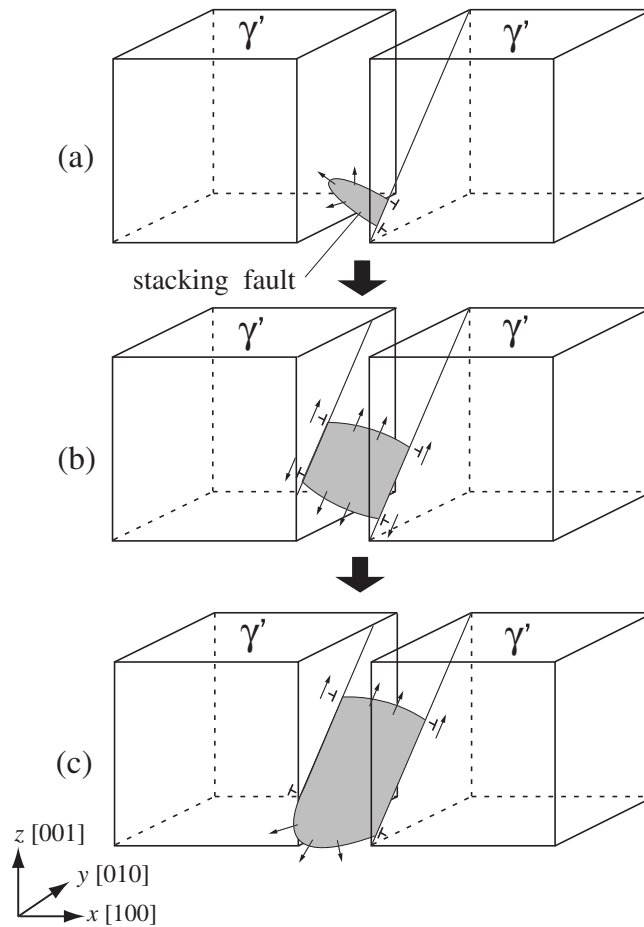 γ’ γ’
(a)
stacking fault
γ’ γ’
(b)
γ’ γ’
(c)
z [001]
y [010]
x [100]